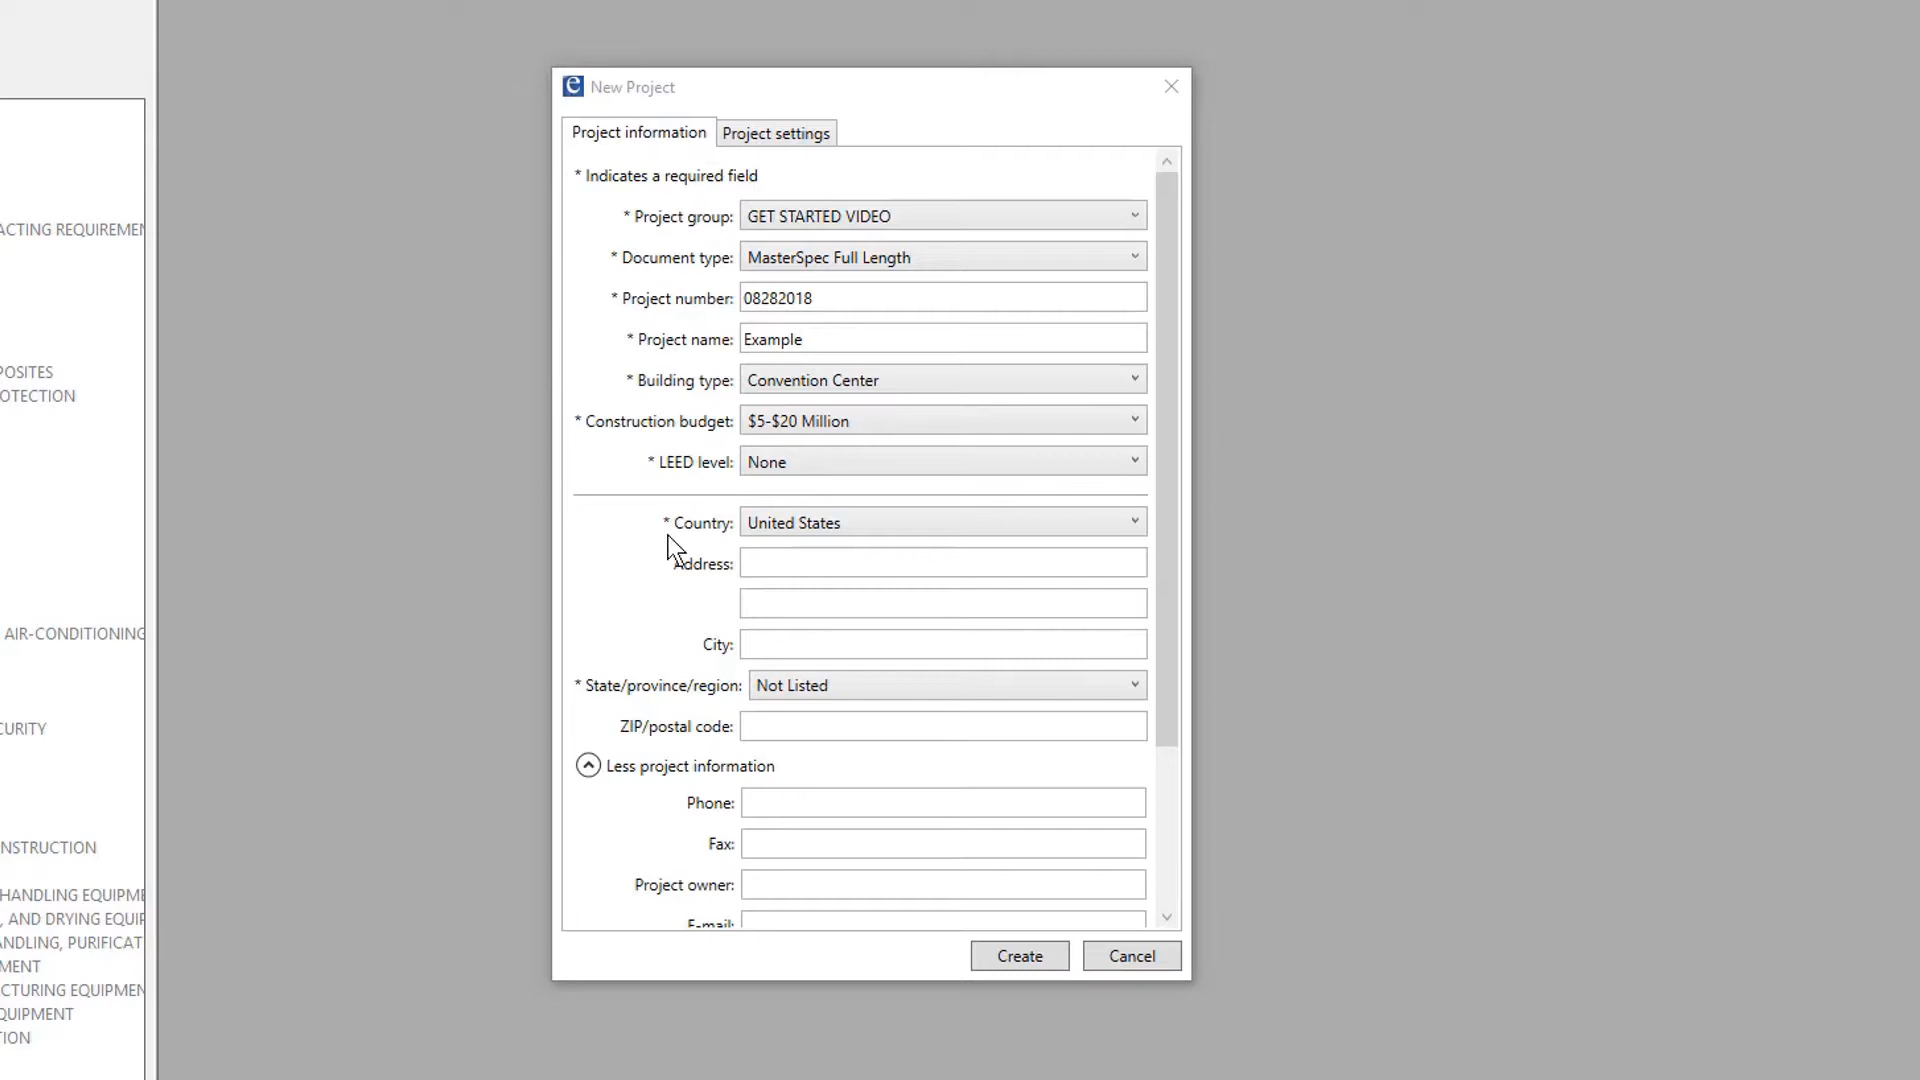 New Project
Project information
Project settings
* Indicates a required field
* Project group: GET STARTED VIDEO
* Document type: MasterSpec Full Length
* Project number: 08282018
* Project name: Example
* Building type: Convention Center
* Construction budget: $5-$20 Million
* LEED level: None
* Country: United States
Address:
City:
* State/province/region: Not Listed
ZIP/postal code:
Less project information
Phone:
Fax:
Project owner:
E-mail:
Create
Cancel
ACTING REQUIREMEN
POSITES
OTECTION
AIR-CONDITIONING
CURITY
NSTRUCTION
HANDLING EQUIPME
, AND DRYING EQUIP
ANDLING, PURIFICAT
MENT
CTURING EQUIPMEN
QUIPMENT
TION